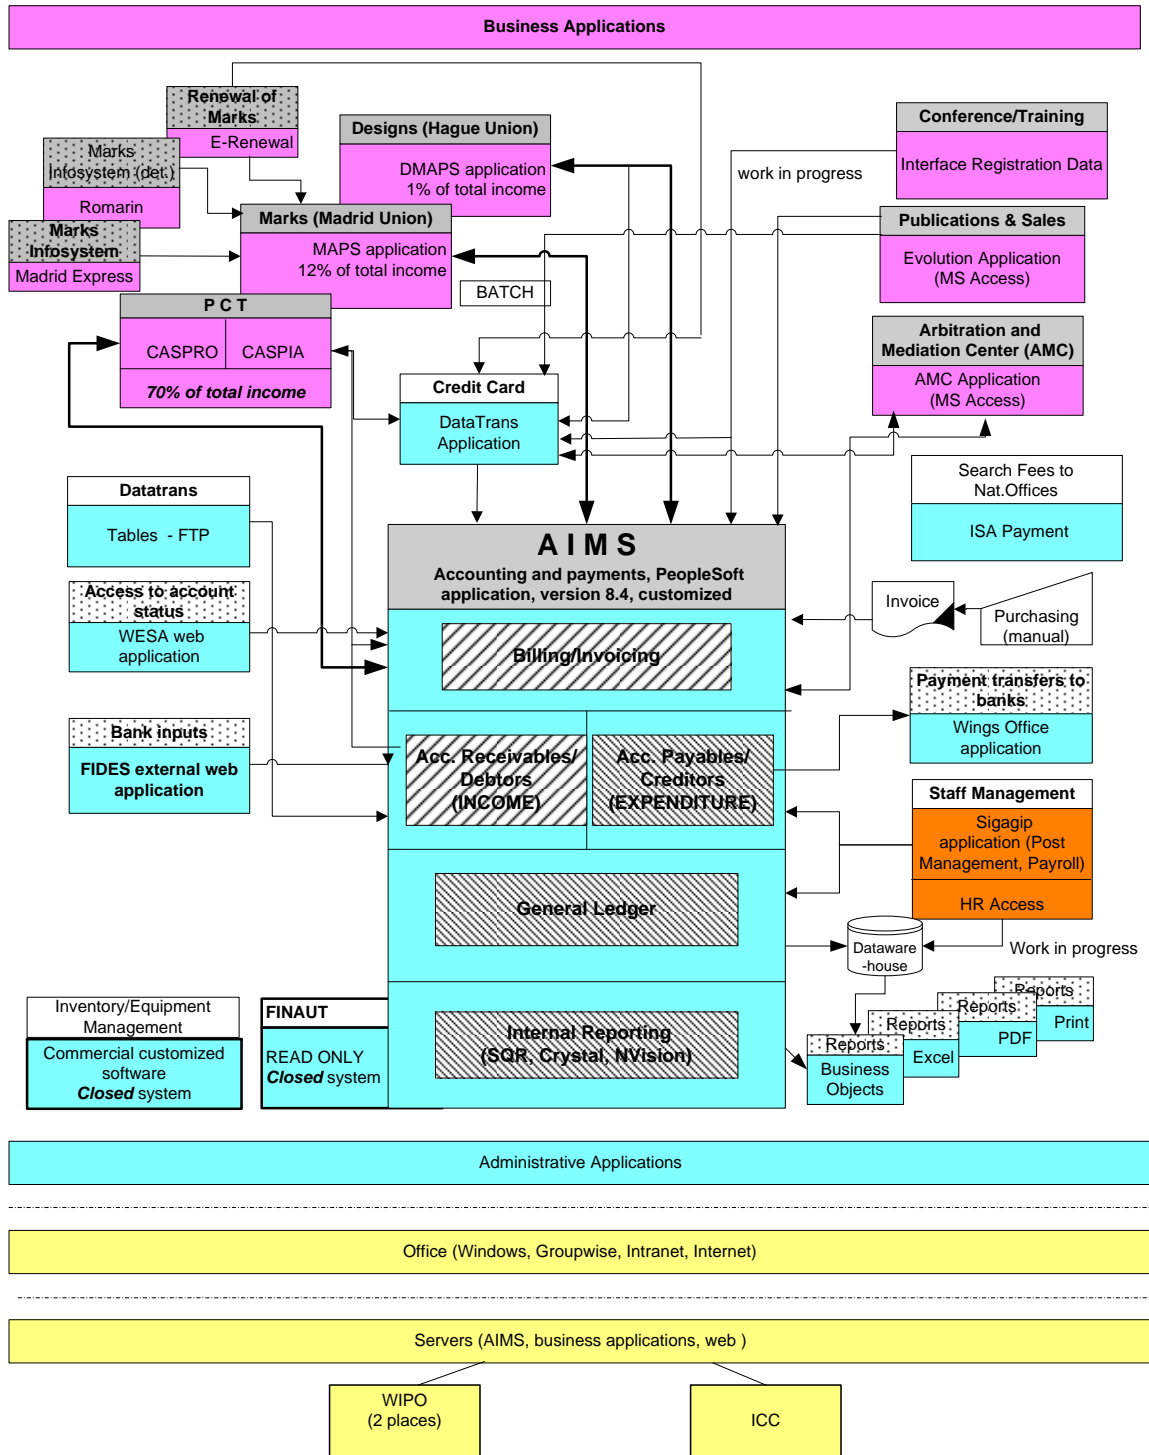 Business Applications
Renewal of
Marks
E-Renewal
Marks
Infosystem (det.)
Romarin
Marks
Infosystem
Madrid Express
Designs (Hague Union)
DMAPS application
1% of total income
Marks (Madrid Union)
MAPS application
12% of total income
BATCH
P C T
CASPRO
CASPIA
70% of total income
Credit Card
DataTrans
Application
work in progress
Conference/Training
Interface Registration Data
Publications & Sales
Evolution Application
(MS Access)
Arbitration and
Mediation Center (AMC)
AMC Application
(MS Access)
Search Fees to
Nat.Offices
ISA Payment
Datatrans
Tables - FTP
Access to account
status
WESA web
application
Bank inputs
FIDES external web
application
A I M S
Accounting and payments, PeopleSoft
application, version 8.4, customized
Billing/Invoicing
Acc. Receivables/
Debtors
(INCOME)
Acc. Payables/
Creditors
(EXPENDITURE)
General Ledger
Internal Reporting
(SQR, Crystal, NVision)
Invoice
Purchasing
(manual)
Payment transfers to
banks
Wings Office
application
Staff Management
Sigagip
application (Post
Management, Payroll)
HR Access
Dataware
-house
Work in progress
Reports
Print
Reports
PDF
Reports
Excel
Reports
Business
Objects
Inventory/Equipment
Management
Commercial customized
software
Closed system
FINAUT
READ ONLY
Closed system
Administrative Applications
Office (Windows, Groupwise, Intranet, Internet)
Servers (AIMS, business applications, web )
WIPO
(2 places)
ICC